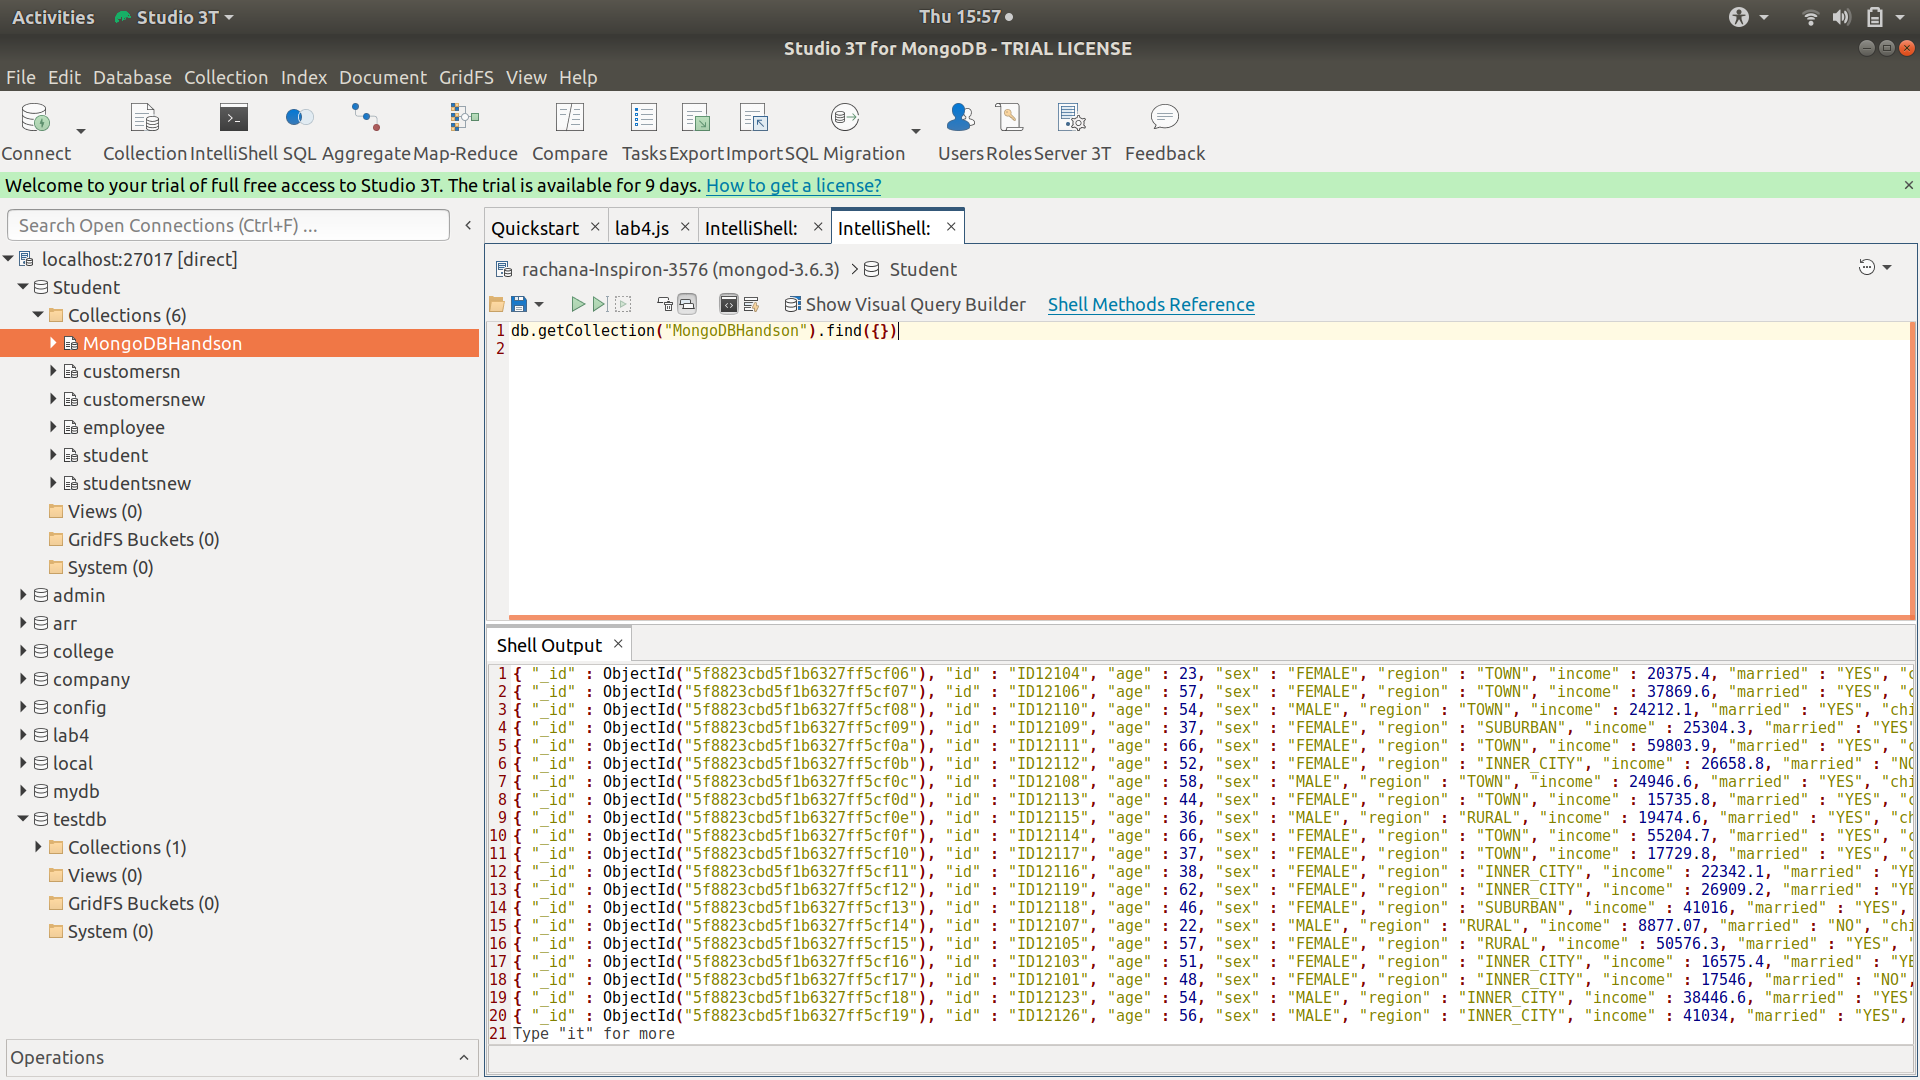 Activities Studio 3T Thu 15:57
Studio 3T for MongoDB - TRIAL LICENSE
File Edit Database Collection Index Document GridFS View Help
Connect Collection IntelliShell SQL Aggregate Map-Reduce Compare Tasks Export Import SQL Migration Users Roles Server 3T Feedback
Welcome to your trial of full free access to Studio 3T. The trial is available for 9 days. How to get a license?
Search Open Connections (Ctrl+F) ...
localhost:27017 [direct]
Student
Collections (6)
MongoDBHandson
customersn
customersnew
employee
student
studentsnew
Views (0)
GridFS Buckets (0)
System (0)
admin
arr
college
company
config
lab4
local
mydb
testdb
Collections (1)
Views (0)
GridFS Buckets (0)
System (0)
Operations
Quickstart lab4.js IntelliShell: IntelliShell:
rachana-Inspiron-3576 (mongod-3.6.3) > Student
Show Visual Query Builder Shell Methods Reference
1 db.getCollection("MongoDBHandson").find({})
2
Shell Output
1 { "_id" : ObjectId("5f8823cbd5f1b6327ff5cf06"), "id" : "ID12104", "age" : 23, "sex" : "FEMALE", "region" : "TOWN", "income" : 20375.4, "married" : "YES", "c
2 { "_id" : ObjectId("5f8823cbd5f1b6327ff5cf07"), "id" : "ID12106", "age" : 57, "sex" : "FEMALE", "region" : "TOWN", "income" : 37869.6, "married" : "YES", "c
3 { "_id" : ObjectId("5f8823cbd5f1b6327ff5cf08"), "id" : "ID12110", "age" : 54, "sex" : "MALE", "region" : "TOWN", "income" : 24212.1, "married" : "YES", "chi
4 { "_id" : ObjectId("5f8823cbd5f1b6327ff5cf09"), "id" : "ID12109", "age" : 37, "sex" : "FEMALE", "region" : "SUBURBAN", "income" : 25304.3, "married" : "YES"
5 { "_id" : ObjectId("5f8823cbd5f1b6327ff5cf0a"), "id" : "ID12111", "age" : 66, "sex" : "FEMALE", "region" : "TOWN", "income" : 59803.9, "married" : "YES", "c
6 { "_id" : ObjectId("5f8823cbd5f1b6327ff5cf0b"), "id" : "ID12112", "age" : 52, "sex" : "FEMALE", "region" : "INNER_CITY", "income" : 26658.8, "married" : "NO
7 { "_id" : ObjectId("5f8823cbd5f1b6327ff5cf0c"), "id" : "ID12108", "age" : 58, "sex" : "MALE", "region" : "TOWN", "income" : 24946.6, "married" : "YES", "chi
8 { "_id" : ObjectId("5f8823cbd5f1b6327ff5cf0d"), "id" : "ID12113", "age" : 44, "sex" : "FEMALE", "region" : "TOWN", "income" : 15735.8, "married" : "YES", "c
9 { "_id" : ObjectId("5f8823cbd5f1b6327ff5cf0e"), "id" : "ID12115", "age" : 36, "sex" : "MALE", "region" : "RURAL", "income" : 19474.6, "married" : "YES", "ch
10 { "_id" : ObjectId("5f8823cbd5f1b6327ff5cf0f"), "id" : "ID12114", "age" : 66, "sex" : "FEMALE", "region" : "TOWN", "income" : 55204.7, "married" : "YES", "c
11 { "_id" : ObjectId("5f8823cbd5f1b6327ff5cf10"), "id" : "ID12117", "age" : 37, "sex" : "FEMALE", "region" : "TOWN", "income" : 17729.8, "married" : "YES", "c
12 { "_id" : ObjectId("5f8823cbd5f1b6327ff5cf11"), "id" : "ID12116", "age" : 38, "sex" : "FEMALE", "region" : "INNER_CITY", "income" : 22342.1, "married" : "YE
13 { "_id" : ObjectId("5f8823cbd5f1b6327ff5cf12"), "id" : "ID12119", "age" : 62, "sex" : "FEMALE", "region" : "INNER_CITY", "income" : 26909.2, "married" : "YE
14 { "_id" : ObjectId("5f8823cbd5f1b6327ff5cf13"), "id" : "ID12118", "age" : 46, "sex" : "FEMALE", "region" : "SUBURBAN", "income" : 41016, "married" : "YES",
15 { "_id" : ObjectId("5f8823cbd5f1b6327ff5cf14"), "id" : "ID12107", "age" : 22, "sex" : "MALE", "region" : "RURAL", "income" : 8877.07, "married" : "NO", "chi
16 { "_id" : ObjectId("5f8823cbd5f1b6327ff5cf15"), "id" : "ID12105", "age" : 57, "sex" : "FEMALE", "region" : "RURAL", "income" : 50576.3, "married" : "YES", "
17 { "_id" : ObjectId("5f8823cbd5f1b6327ff5cf16"), "id" : "ID12103", "age" : 51, "sex" : "FEMALE", "region" : "INNER_CITY", "income" : 16575.4, "married" : "YE
18 { "_id" : ObjectId("5f8823cbd5f1b6327ff5cf17"), "id" : "ID12101", "age" : 48, "sex" : "FEMALE", "region" : "INNER_CITY", "income" : 17546, "married" : "NO",
19 { "_id" : ObjectId("5f8823cbd5f1b6327ff5cf18"), "id" : "ID12123", "age" : 54, "sex" : "MALE", "region" : "INNER_CITY", "income" : 38446.6, "married" : "YES"
20 { "_id" : ObjectId("5f8823cbd5f1b6327ff5cf19"), "id" : "ID12126", "age" : 56, "sex" : "MALE", "region" : "INNER_CITY", "income" : 41034, "married" : "YES",
21 Type "it" for more